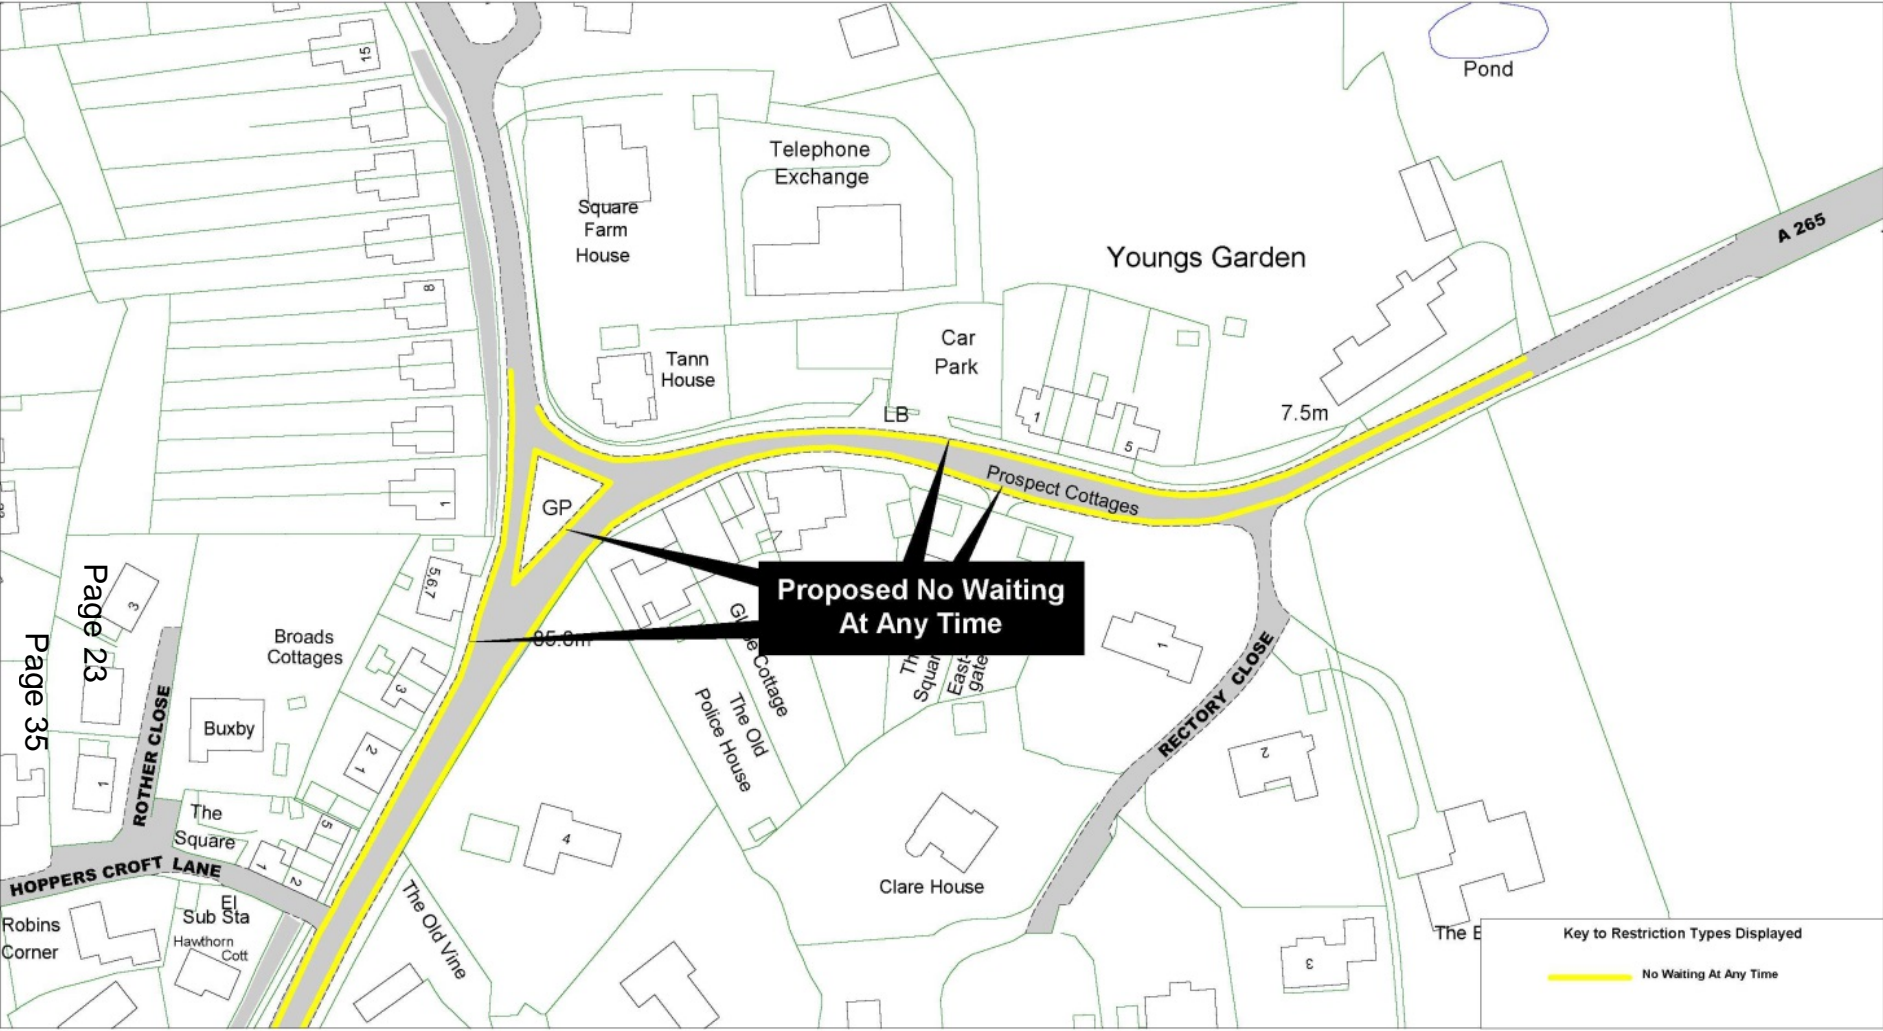 15
Pond
Telephone
Exchange
Square
Farm
House
A 265
Youngs Garden
8
Car
Park
Tann
House
LB
1
5
7.5m
Prospect Cottages
1
GP
5,6,7
Proposed No Waiting
At Any Time
3
Page 23
Page 35
Broads
Cottages
3
Cottage
The Old
Police House
Squar
East-
gate
1
RECTORY CLOSE
ROTHER CLOSE
Buxby
2
1
1
2
The
Square
5
1
2
4
HOPPERS CROFT LANE
Clare House
El
Sub Sta
Robins
Corner
Hawthorn
Cott
The Old Vine
The E
3
Key to Restriction Types Displayed
No Waiting At Any Time